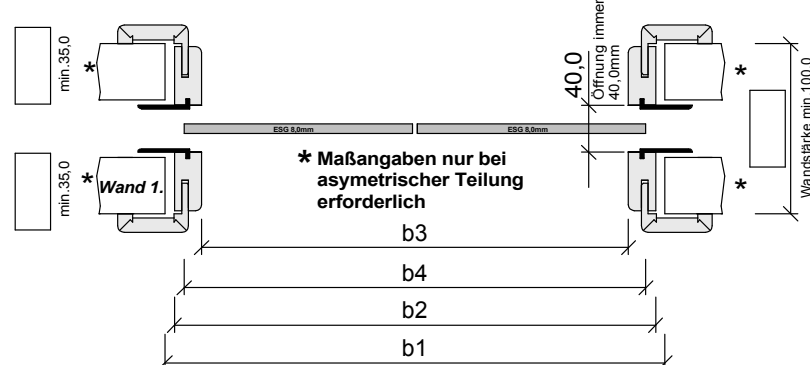 min.35,0
*
40,0
Öffnung immer
40,0mm
*
Wandstärke min 100,0
ESG 8,0mm
ESG 8,0mm
min.35,0
*
Wand 1.
* Maßangaben nur bei
asymetrischer Teilung
erforderlich
*
b3
b4
b2
b1